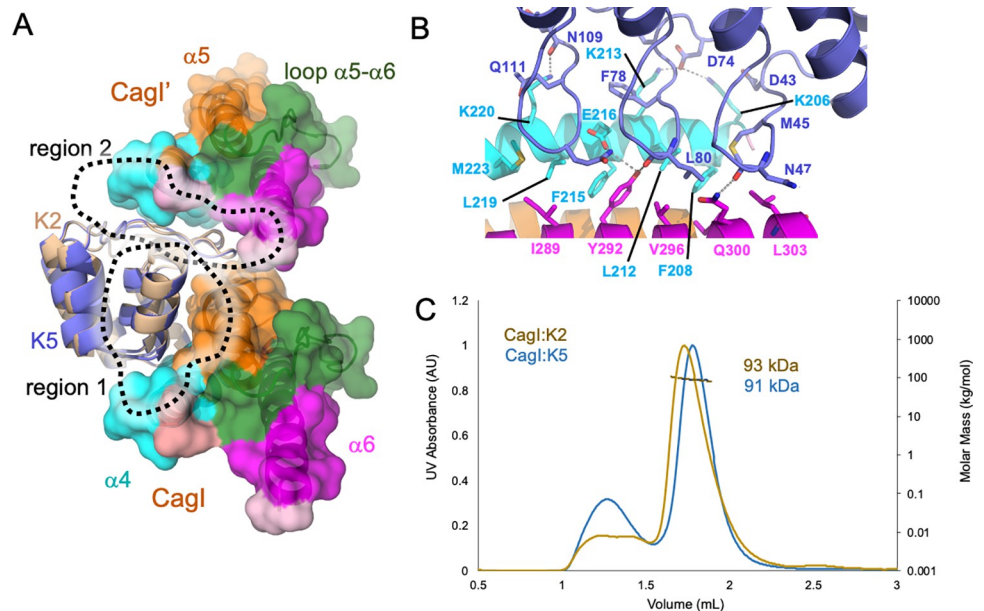 A
α5
CagI’
loop α5-α6
region 2
K2
K5
region 1
α4
CagI
α6
B
N109
K213
D74
Q111
F78
D43
K220
E216
K206
M45
M223
L80
N47
L219
F215
I289
Y292
V296
Q300
L303
L212
F208
C
CagI:K2
CagI:K5
93 kDa
91 kDa
UV Absorbance (AU)
1.2
1
0.8
0.6
0.4
0.2
0
0.5
1
1.5
2
2.5
3
Volume (mL)
10000
1000
100
10
1
0.1
0.01
0.001
Molar Mass (kg/mol)